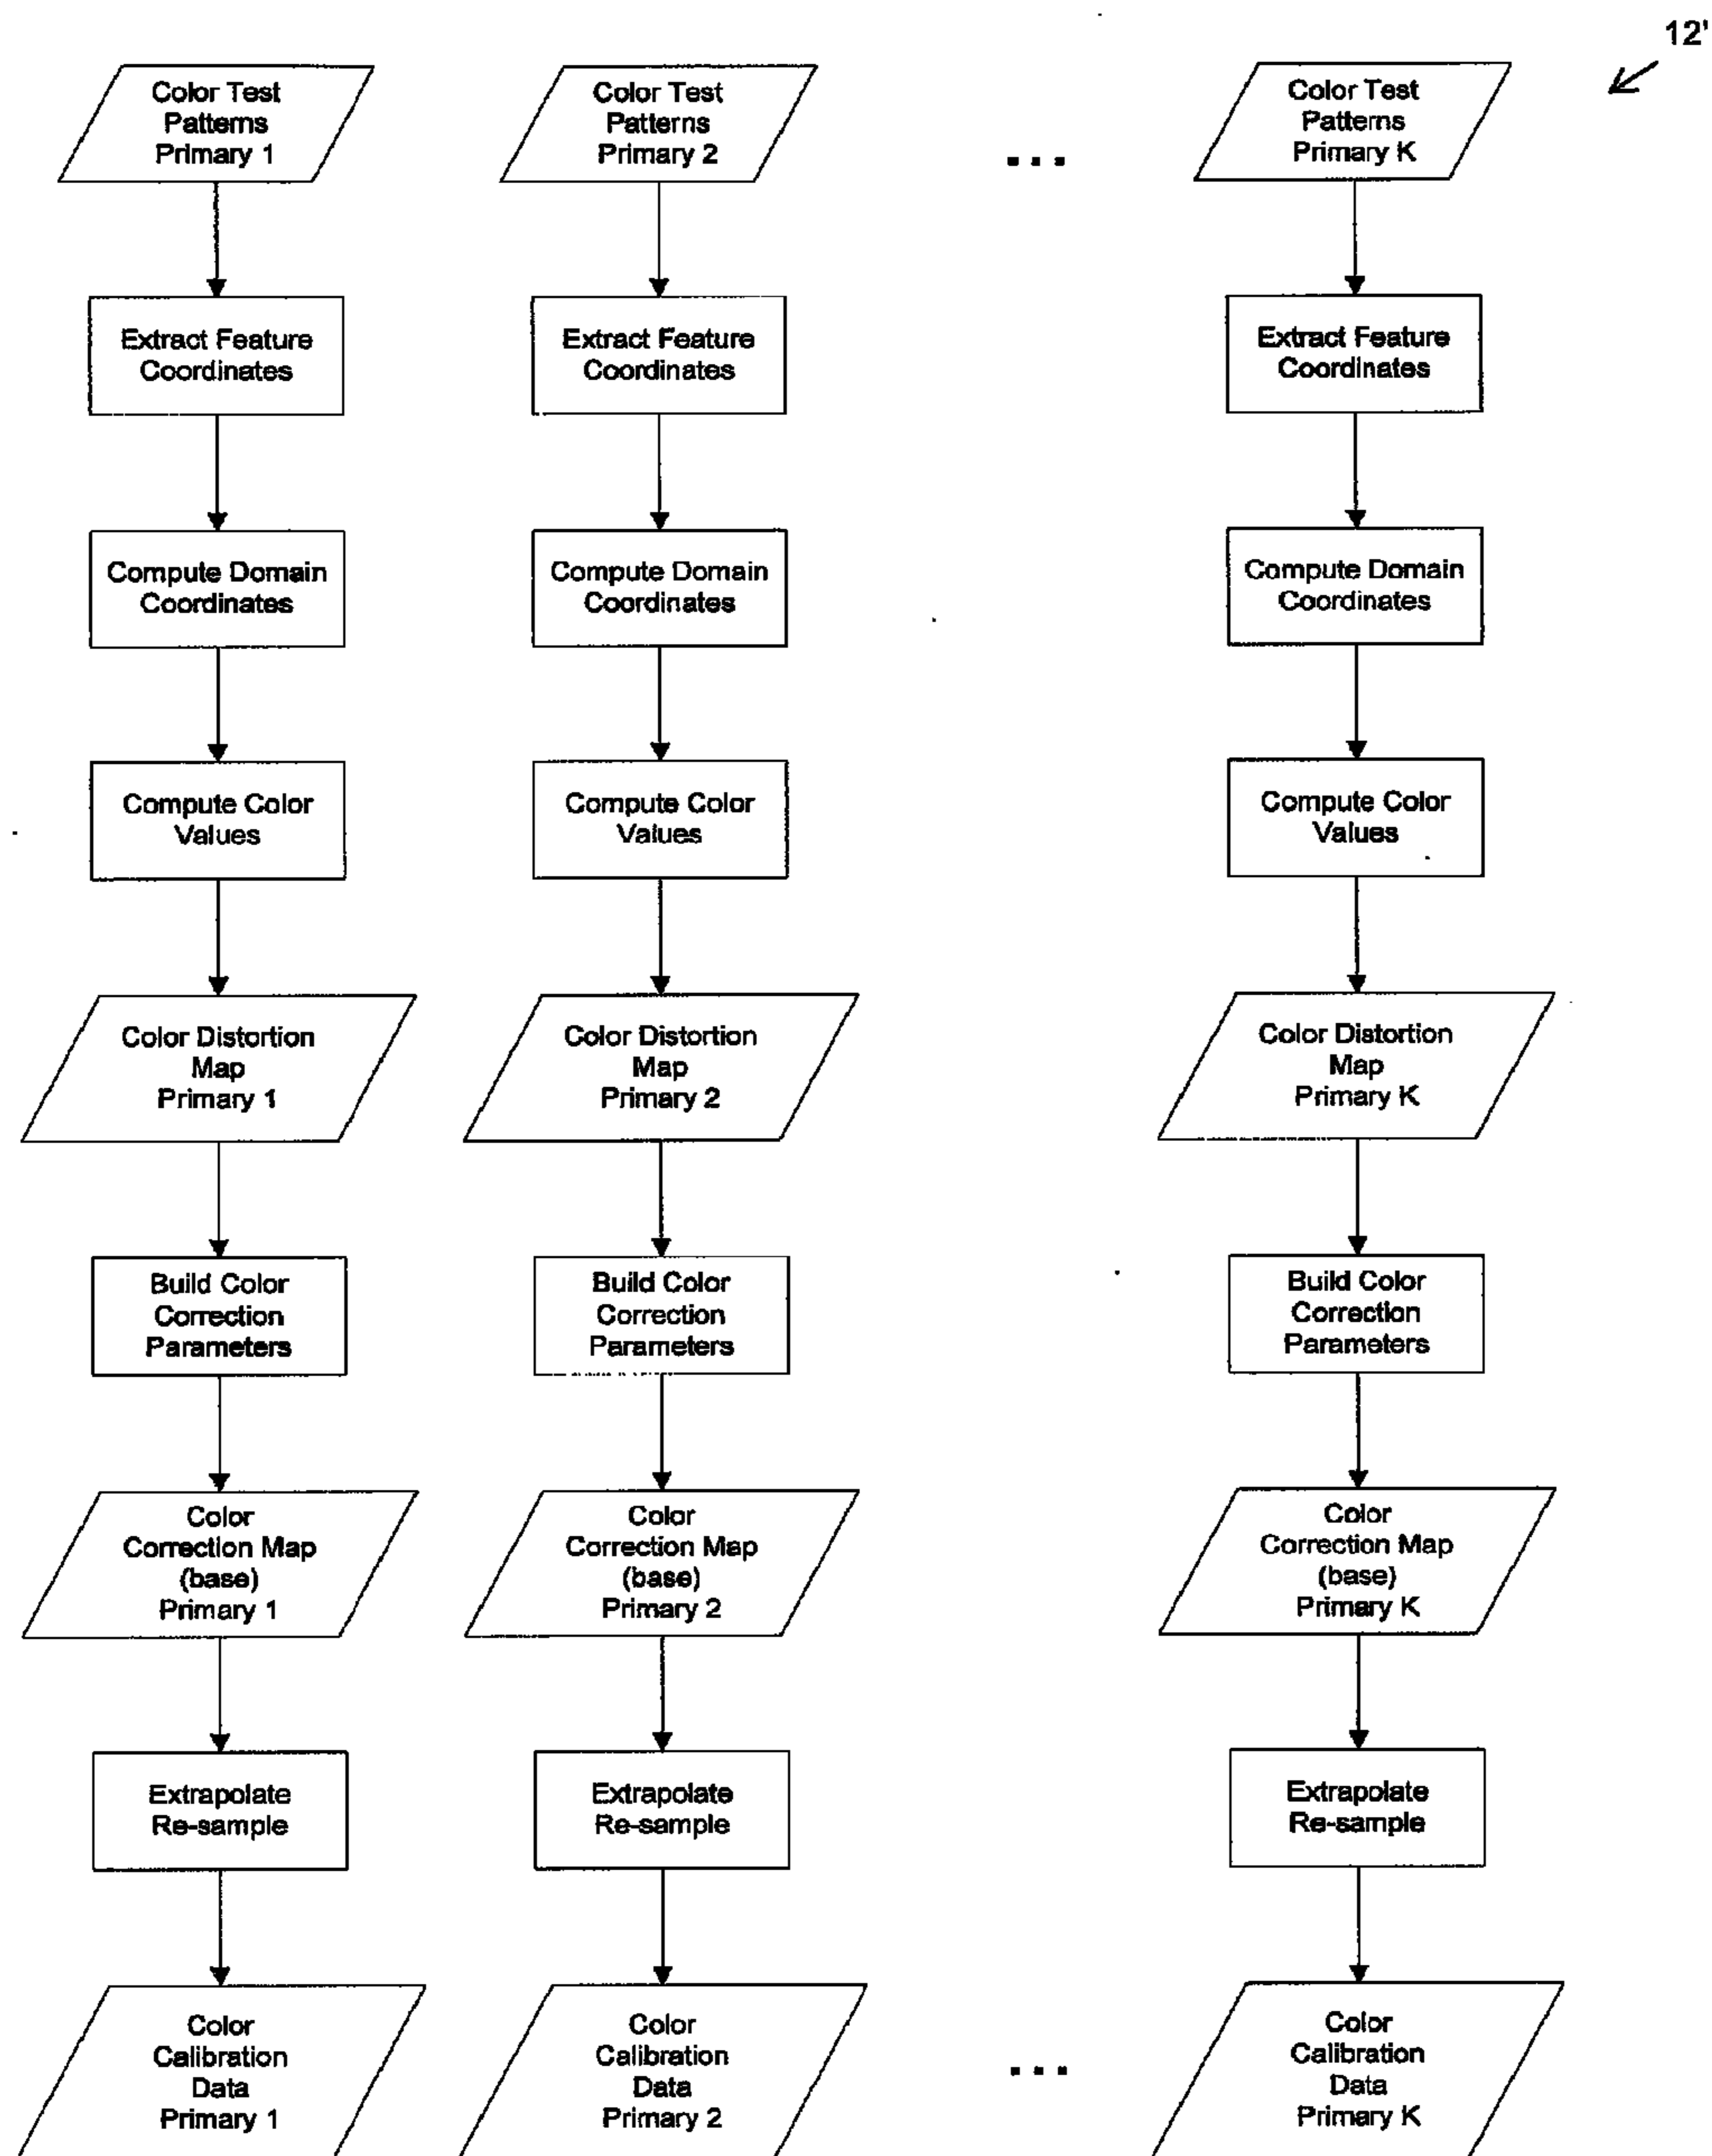 12'
Color Test
Patterns
Primary 1
Color Test
Patterns
Primary 2
...
Color Test
Patterns
Primary K
Extract Feature
Coordinates
Extract Feature
Coordinates
Extract Feature
Coordinates
Compute Domain
Coordinates
Compute Domain
Coordinates
Compute Domain
Coordinates
Compute Color
Values
Compute Color
Values
Compute Color
Values
Color Distortion
Map
Primary 1
Color Distortion
Map
Primary 2
Color Distortion
Map
Primary K
Build Color
Correction
Parameters
Build Color
Correction
Parameters
Build Color
Correction
Parameters
Color
Correction Map
(base)
Primary 1
Color
Correction Map
(base)
Primary 2
Color
Correction Map
(base)
Primary K
Extrapolate
Re-sample
Extrapolate
Re-sample
Extrapolate
Re-sample
Color
Calibration
Data
Primary 1
Color
Calibration
Data
Primary 2
...
Color
Calibration
Data
Primary K